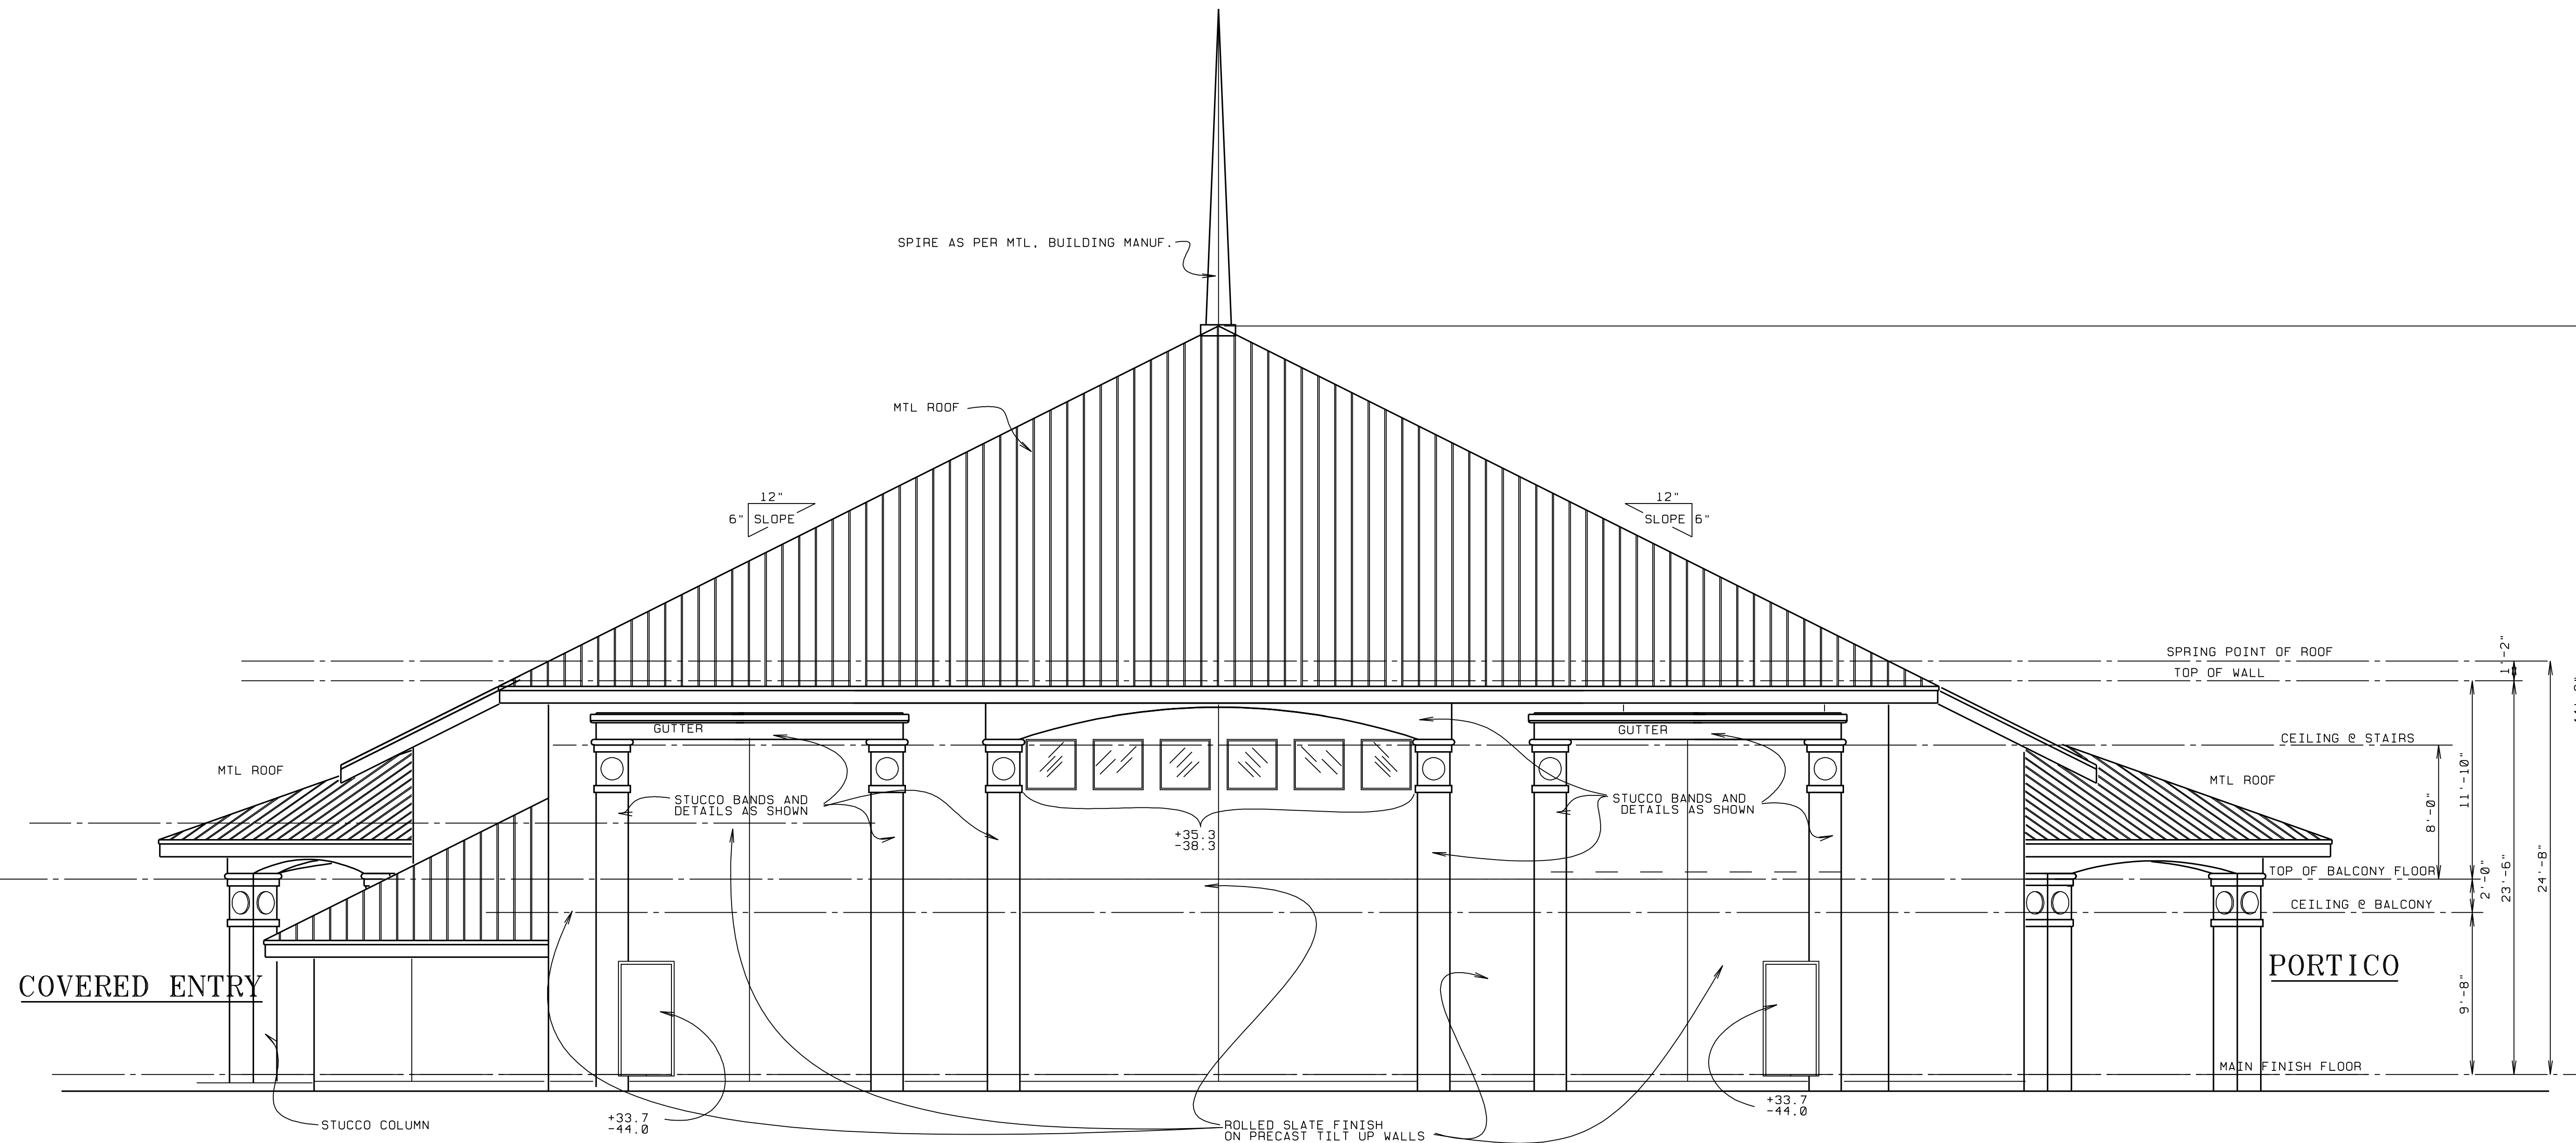 SPIRE AS PER MTL. BUILDING MANUF.
MTL ROOF
12"
6" SLOPE
12"
SLOPE 6"
SPRING POINT OF ROOF
TOP OF WALL
1'-2"
GUTTER
GUTTER
CEILING @ STAIRS
MTL ROOF
MTL ROOF
STUCCO BANDS AND
DETAILS AS SHOWN
STUCCO BANDS AND
DETAILS AS SHOWN
+35.3
-38.3
8'-0"
11'-10"
TOP OF BALCONY FLOOR
2'-0"
23'-6"
24'-8"
CEILING @ BALCONY
COVERED ENTRY
PORTICO
9'-8"
MAIN FINISH FLOOR
STUCCO COLUMN
+33.7
-44.0
+33.7
-44.0
ROLLED SLATE FINISH
ON PRECAST TILT UP WALLS